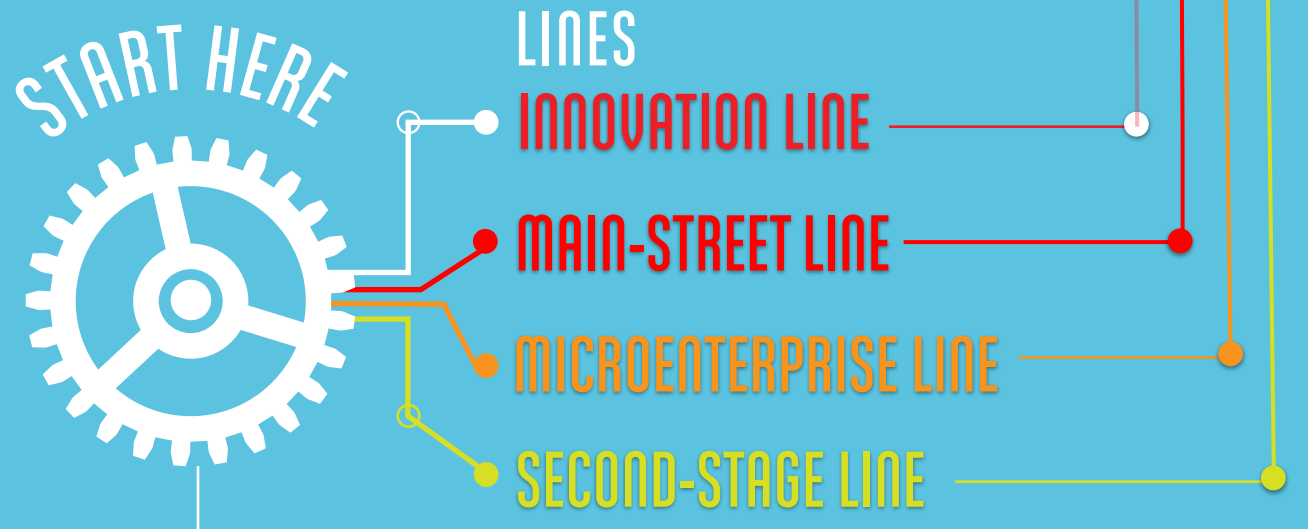 START HERE
LINES
INNOVATION LINE
MAIN-STREET LINE
MICROENTERPRISE LINE
SECOND-STAGE LINE